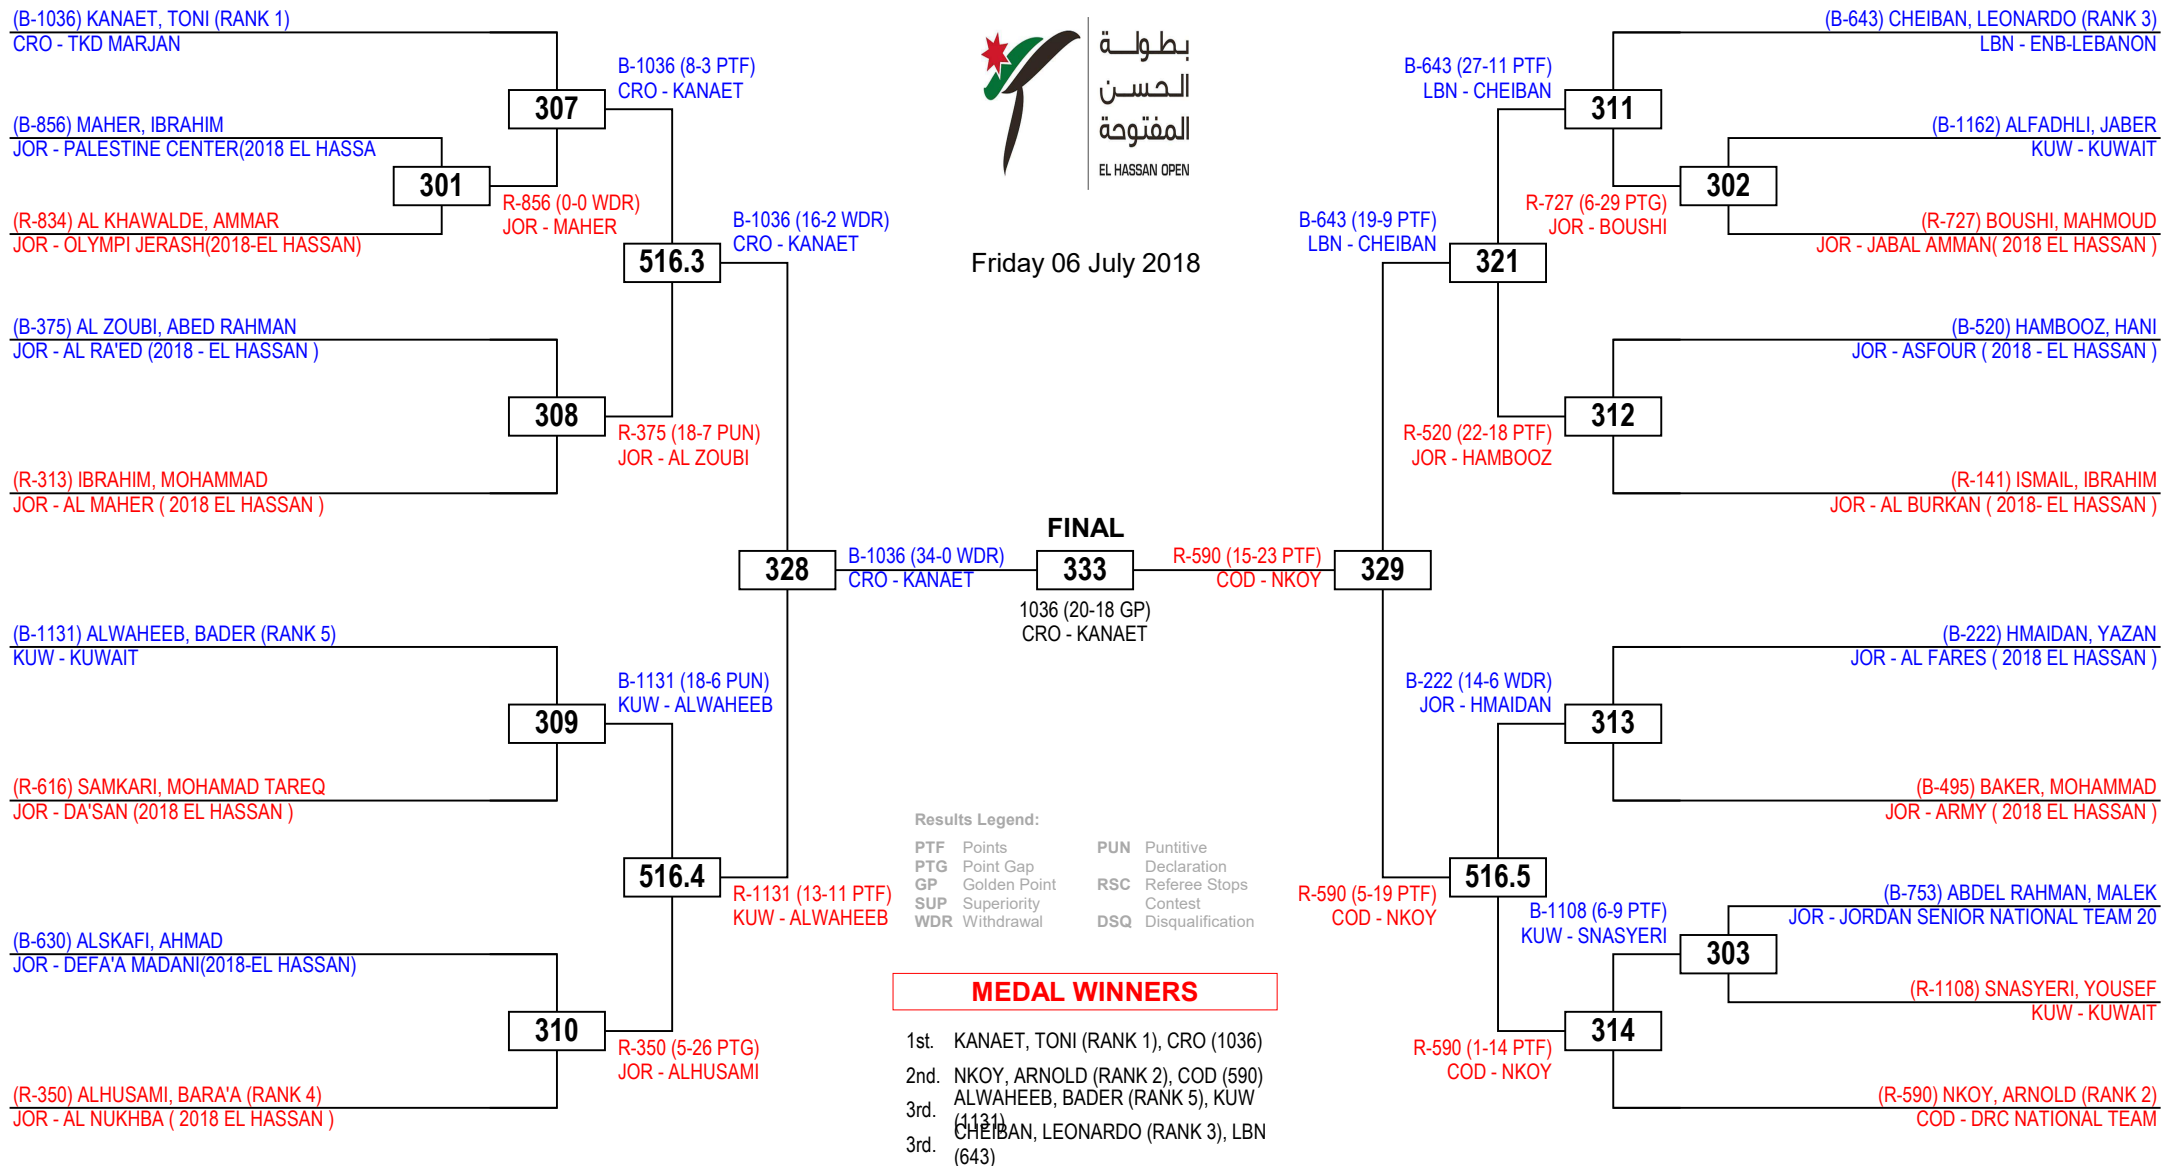 (B-1036) KANAET, TONI (RANK 1)
CRO - TKD MARJAN
(B-856) MAHER, IBRAHIM
JOR - PALESTINE CENTER(2018 EL HASSA
(R-834) AL KHAWALDE, AMMAR
JOR - OLYMPI JERASH(2018-EL HASSAN)
(B-375) AL ZOUBI, ABED RAHMAN
JOR - AL RA'ED (2018 - EL HASSAN )
(R-313) IBRAHIM, MOHAMMAD
JOR - AL MAHER ( 2018 EL HASSAN )
(B-1131) ALWAHEEB, BADER (RANK 5)
KUW - KUWAIT
(R-616) SAMKARI, MOHAMAD TAREQ
JOR - DA'SAN (2018 EL HASSAN )
(B-630) ALSKAFI, AHMAD
JOR - DEFA'A MADANI(2018-EL HASSAN)
(R-350) ALHUSAMI, BARA'A (RANK 4)
JOR - AL NUKHBA ( 2018 EL HASSAN )
301
R-856 (0-0 WDR)
JOR - MAHER
307
B-1036 (8-3 PTF)
CRO - KANAET
308
R-375 (18-7 PUN)
JOR - AL ZOUBI
309
B-1131 (18-6 PUN)
KUW - ALWAHEEB
310
R-350 (5-26 PTG)
JOR - ALHUSAMI
516.3
B-1036 (16-2 WDR)
CRO - KANAET
516.4
R-1131 (13-11 PTF)
KUW - ALWAHEEB
328
B-1036 (34-0 WDR)
CRO - KANAET
بطولة
الحسن
المفتوحة
EL HASSAN OPEN
Friday 06 July 2018
FINAL
333
1036 (20-18 GP)
CRO - KANAET
R-590 (15-23 PTF)
COD - NKOY
329
B-643 (19-9 PTF)
LBN - CHEIBAN
321
R-590 (5-19 PTF)
COD - NKOY
516.5
B-643 (27-11 PTF)
LBN - CHEIBAN
311
R-520 (22-18 PTF)
JOR - HAMBOOZ
312
B-222 (14-6 WDR)
JOR - HMAIDAN
313
R-590 (1-14 PTF)
COD - NKOY
314
R-727 (6-29 PTG)
JOR - BOUSHI
302
B-1108 (6-9 PTF)
KUW - SNASYERI
303
(B-643) CHEIBAN, LEONARDO (RANK 3)
LBN - ENB-LEBANON
(B-1162) ALFADHLI, JABER
KUW - KUWAIT
(R-727) BOUSHI, MAHMOUD
JOR - JABAL AMMAN( 2018 EL HASSAN )
(B-520) HAMBOOZ, HANI
JOR - ASFOUR ( 2018 - EL HASSAN )
(R-141) ISMAIL, IBRAHIM
JOR - AL BURKAN ( 2018- EL HASSAN )
(B-222) HMAIDAN, YAZAN
JOR - AL FARES ( 2018 EL HASSAN )
(B-495) BAKER, MOHAMMAD
JOR - ARMY ( 2018 EL HASSAN )
(B-753) ABDEL RAHMAN, MALEK
JOR - JORDAN SENIOR NATIONAL TEAM 20
(R-1108) SNASYERI, YOUSEF
KUW - KUWAIT
(R-590) NKOY, ARNOLD (RANK 2)
COD - DRC NATIONAL TEAM
Results Legend:
PTF Points
PTG Point Gap
GP Golden Point
SUP Superiority
WDR Withdrawal
PUN Puntitive
Declaration
RSC Referee Stops
Contest
DSQ Disqualification
MEDAL WINNERS
1st. KANAET, TONI (RANK 1), CRO (1036)
2nd. NKOY, ARNOLD (RANK 2), COD (590)
3rd. ALWAHEEB, BADER (RANK 5), KUW
(1131)
3rd. CHEIBAN, LEONARDO (RANK 3), LBN
(643)